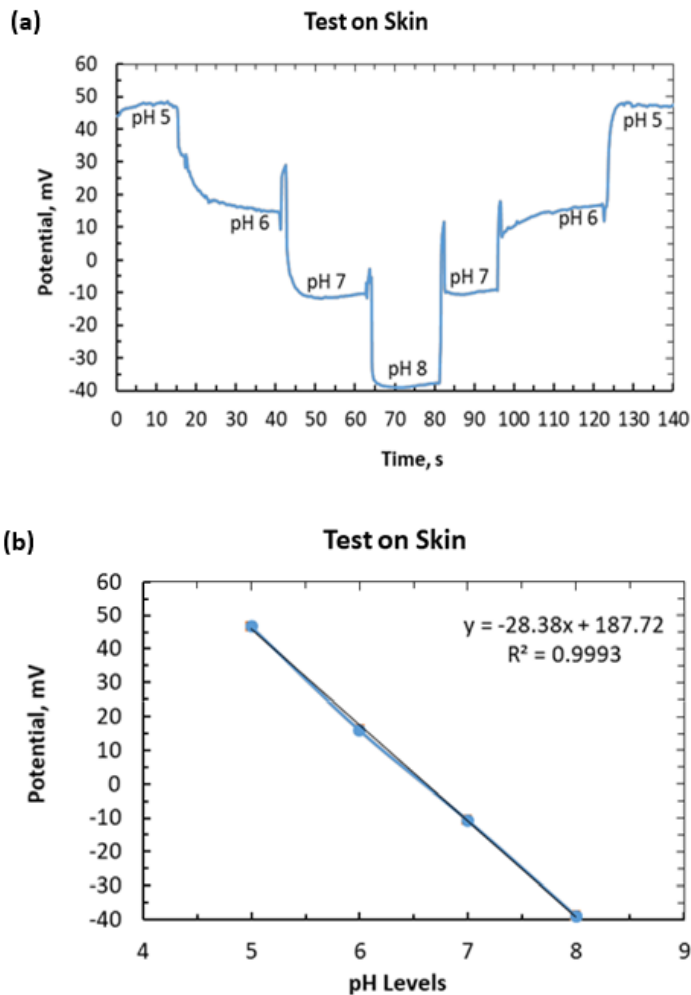 (a)
Test on Skin
60
50
40
30
20
10
0
-10
-20
-30
-40
Potential, mV
pH 5
pH 6
pH 7
pH 8
pH 7
pH 6
pH 5
0 10 20 30 40 50 60 70 80 90 100 110 120 130 140
Time, s
(b)
Test on Skin
60
50
40
30
20
10
0
-10
-20
-30
-40
Potential, mV
y = -28.38x + 187.72
R² = 0.9993
4 5 6 7 8 9
pH Levels